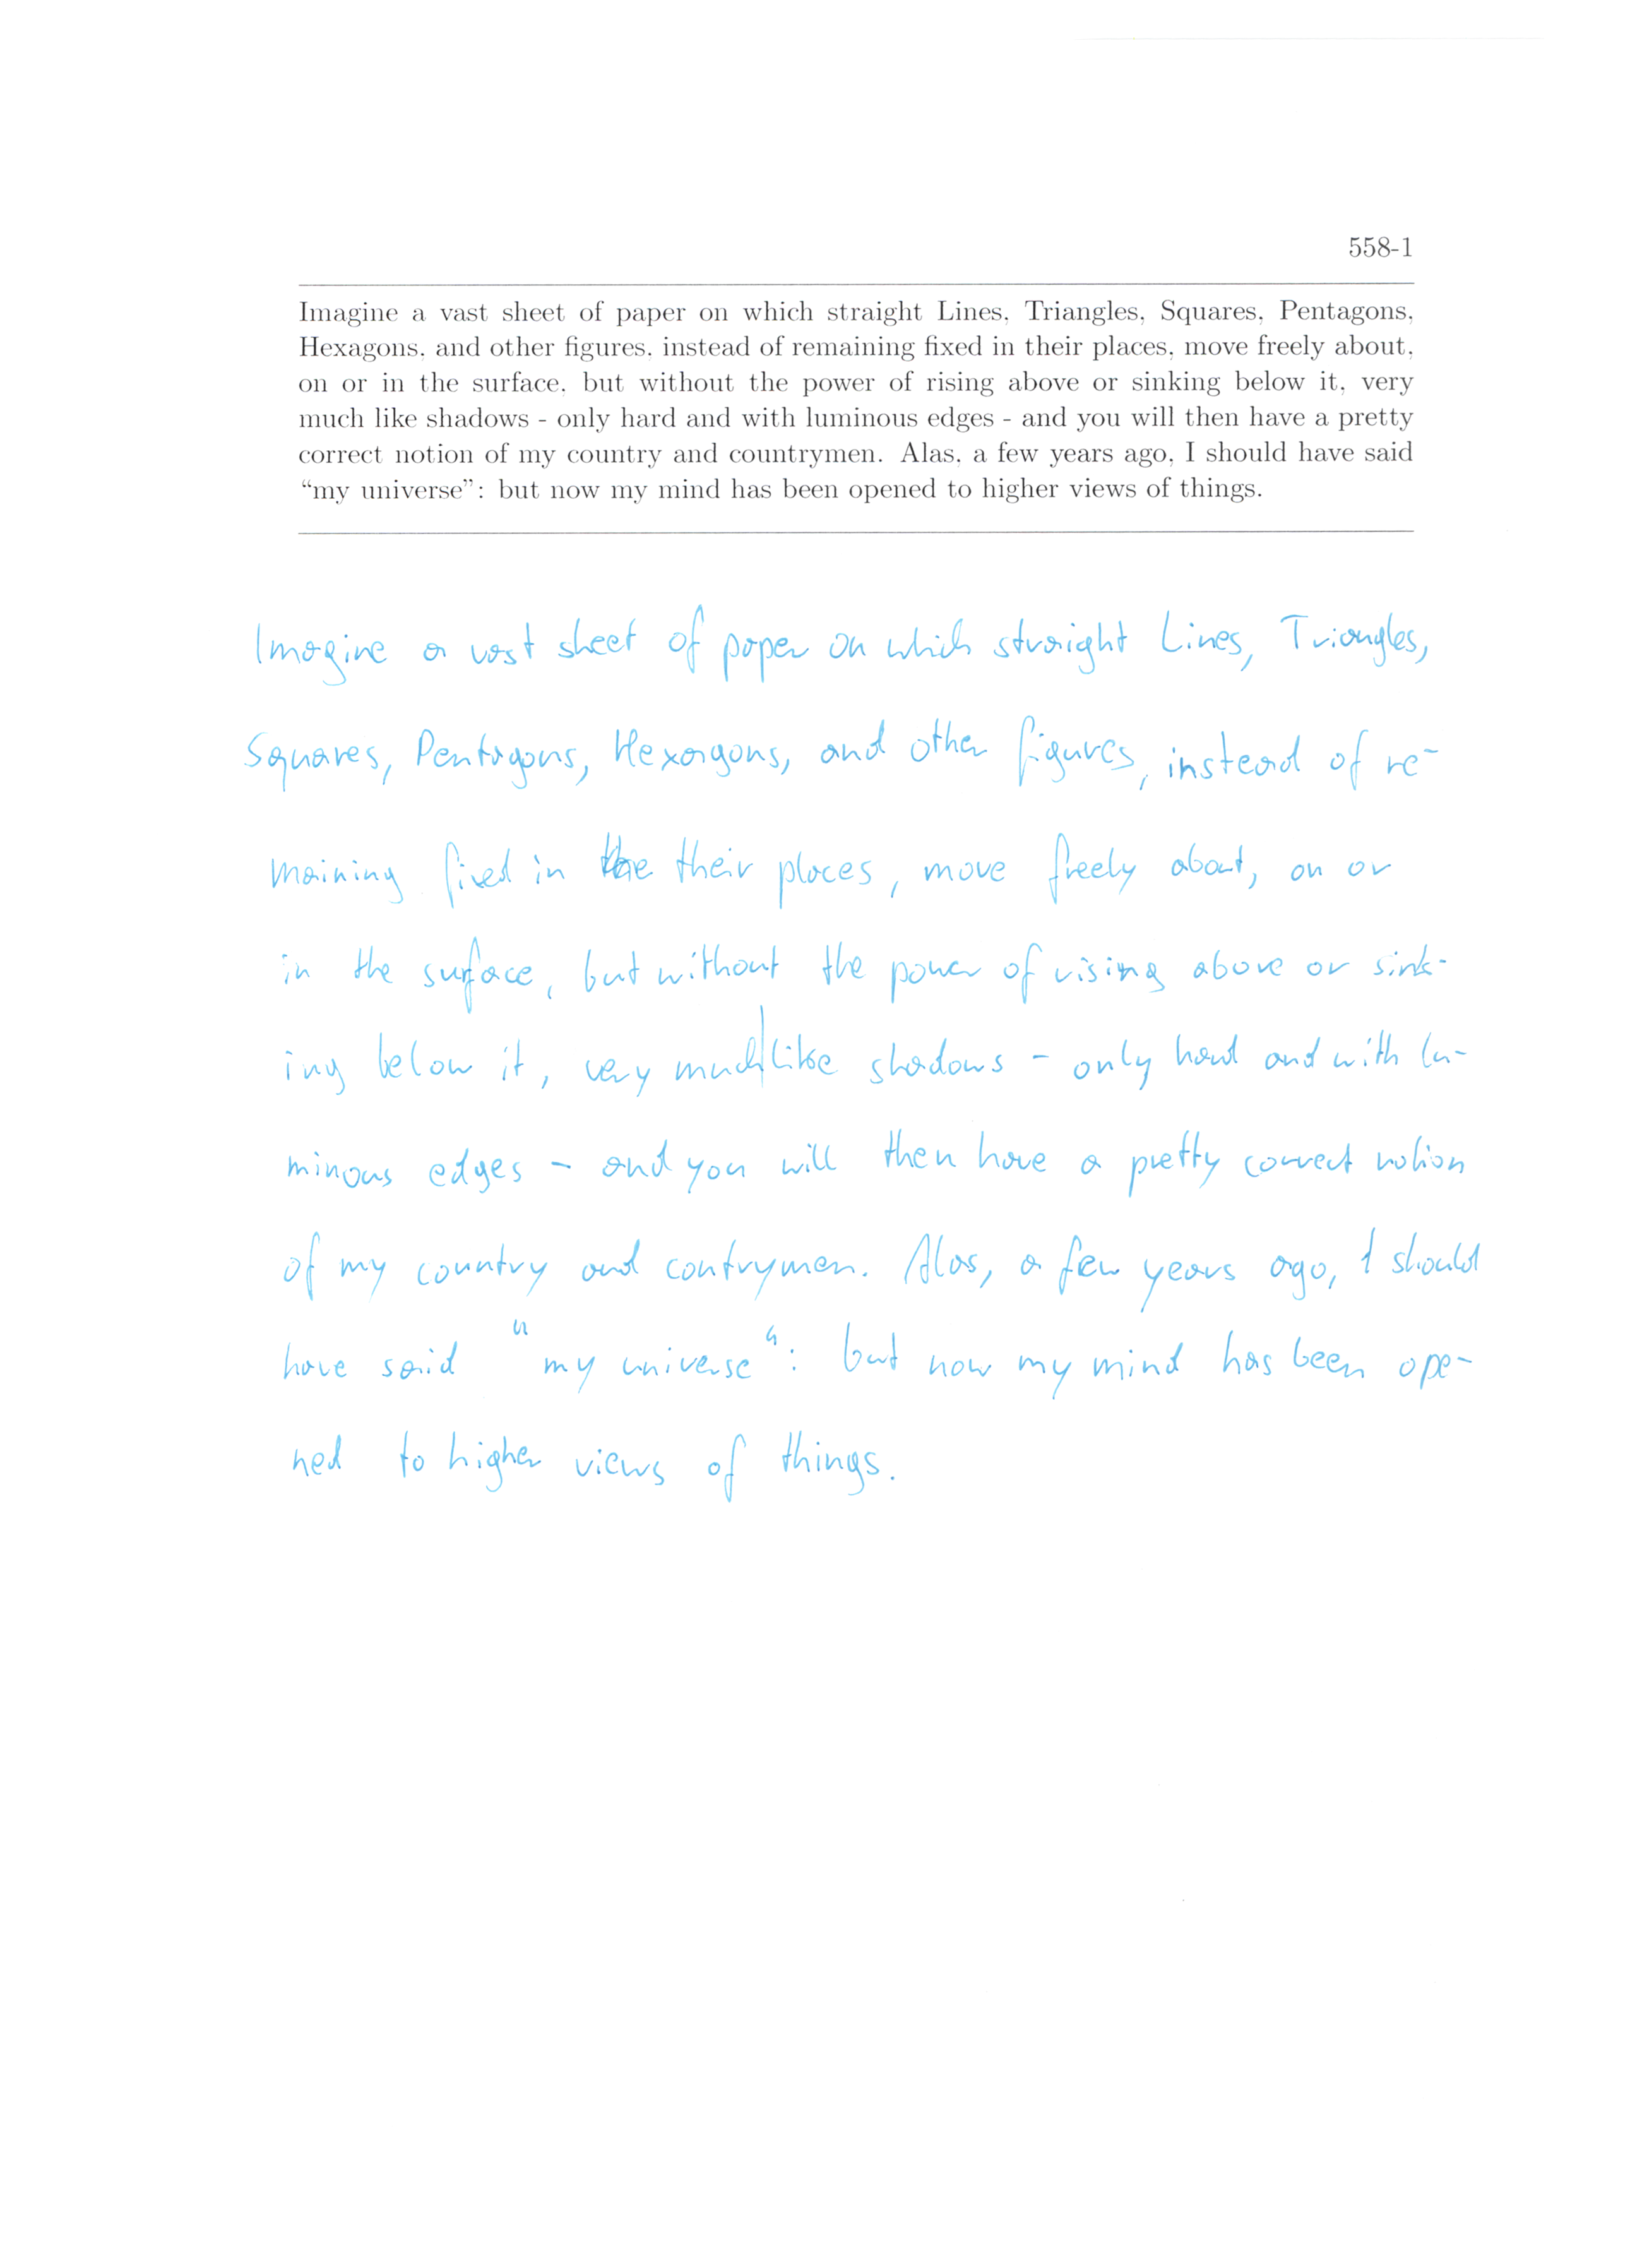 558-1
Imagine a vast sheet of paper on which straight Lines, Triangles, Squares, Pentagons,
Hexagons, and other figures, instead of remaining fixed in their places, move freely about,
on or in the surface, but without the power of rising above or sinking below it, very
much like shadows - only hard and with luminous edges - and you will then have a pretty
correct notion of my country and countrymen. Alas, a few years ago, I should have said
“my universe”: but now my mind has been opened to higher views of things.
Imagine a vast sheet of paper on which straight Lines, Triangles,
Squares, Pentagons, Hexagons, and other figures, instead of re-
maining fixed in the their places, move freely about, on or
in the surface, but without the power of rising above or sink-
ing below it, very much like shadows - only hard and with lu-
minous edges - and you will then have a pretty correct notion
of my country and contrymen. Alas, a few years ago, I should
have said "my universe": but now my mind has been ope-
ned to higher views of things.